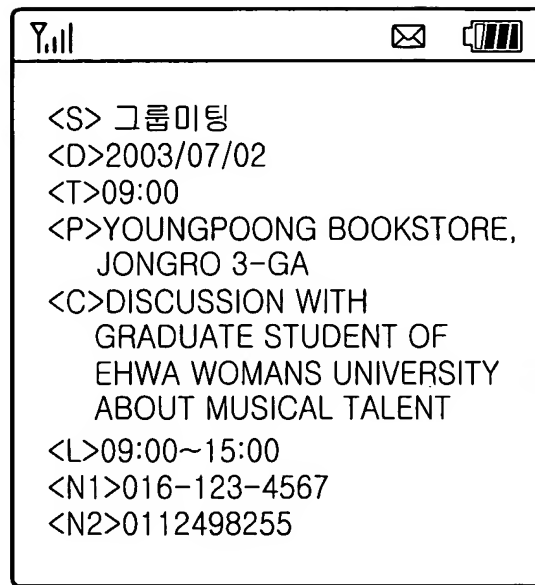 <S> 그룹미팅
<D>2003/07/02
<T>09:00
<P>YOUNGPOONG BOOKSTORE,
JONGRO 3-GA
<C>DISCUSSION WITH
GRADUATE STUDENT OF
EHWA WOMANS UNIVERSITY
ABOUT MUSICAL TALENT
<L>09:00~15:00
<N1>016-123-4567
<N2>0112498255